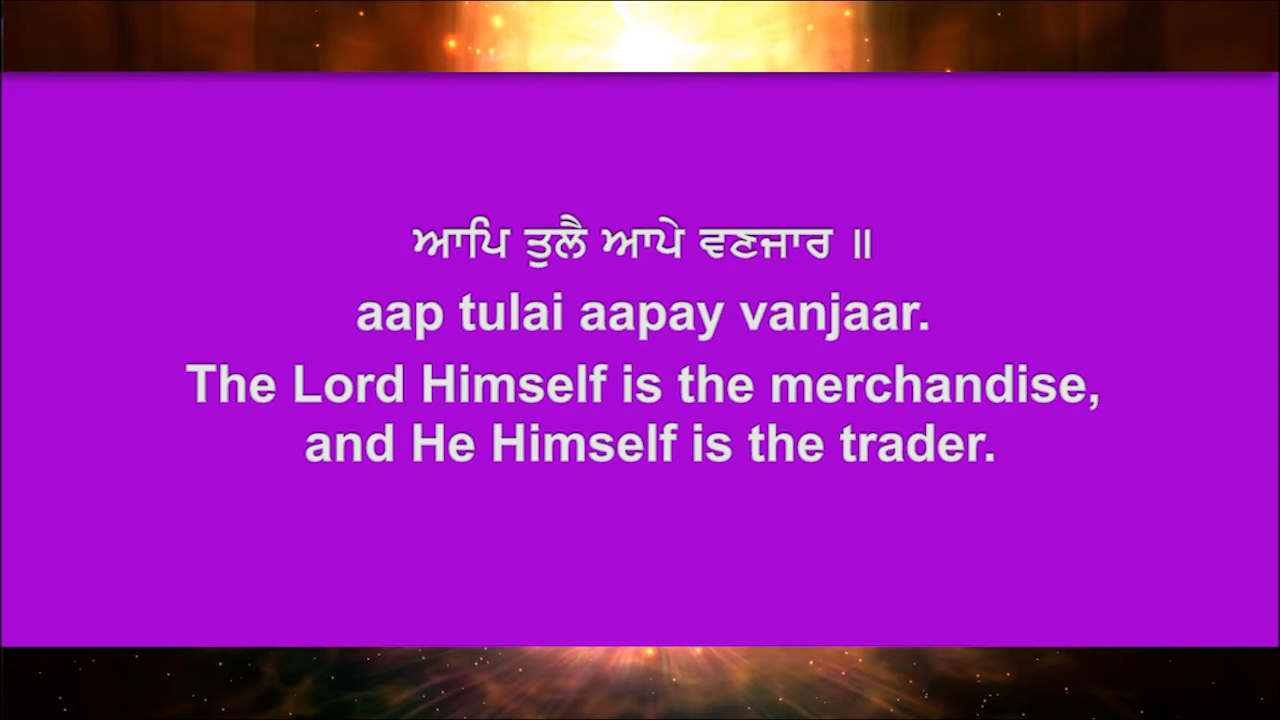 ਆਪਿ ਤੁਲੈ ਆਪੇ ਵਣਜਾਰ ॥
aap tulai aapay vanjaar.
The Lord Himself is the merchandise,
and He Himself is the trader.